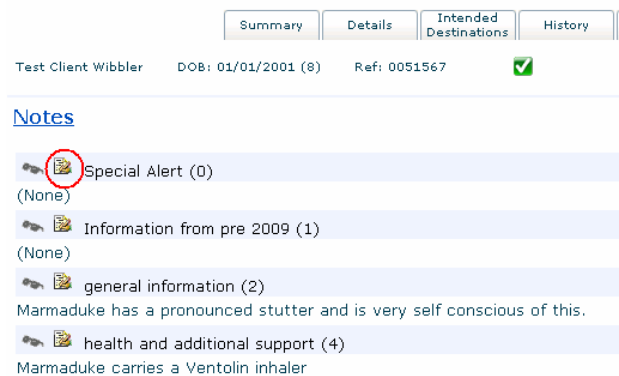 Summary
Details
Intended
Destinations
History
Test Client Wibbler DOB: 01/01/2001 (8) Ref: 0051567
Notes
Special Alert (0)
(None)
Information from pre 2009 (1)
(None)
general information (2)
Marmaduke has a pronounced stutter and is very self conscious of this.
health and additional support (4)
Marmaduke carries a Ventolin inhaler